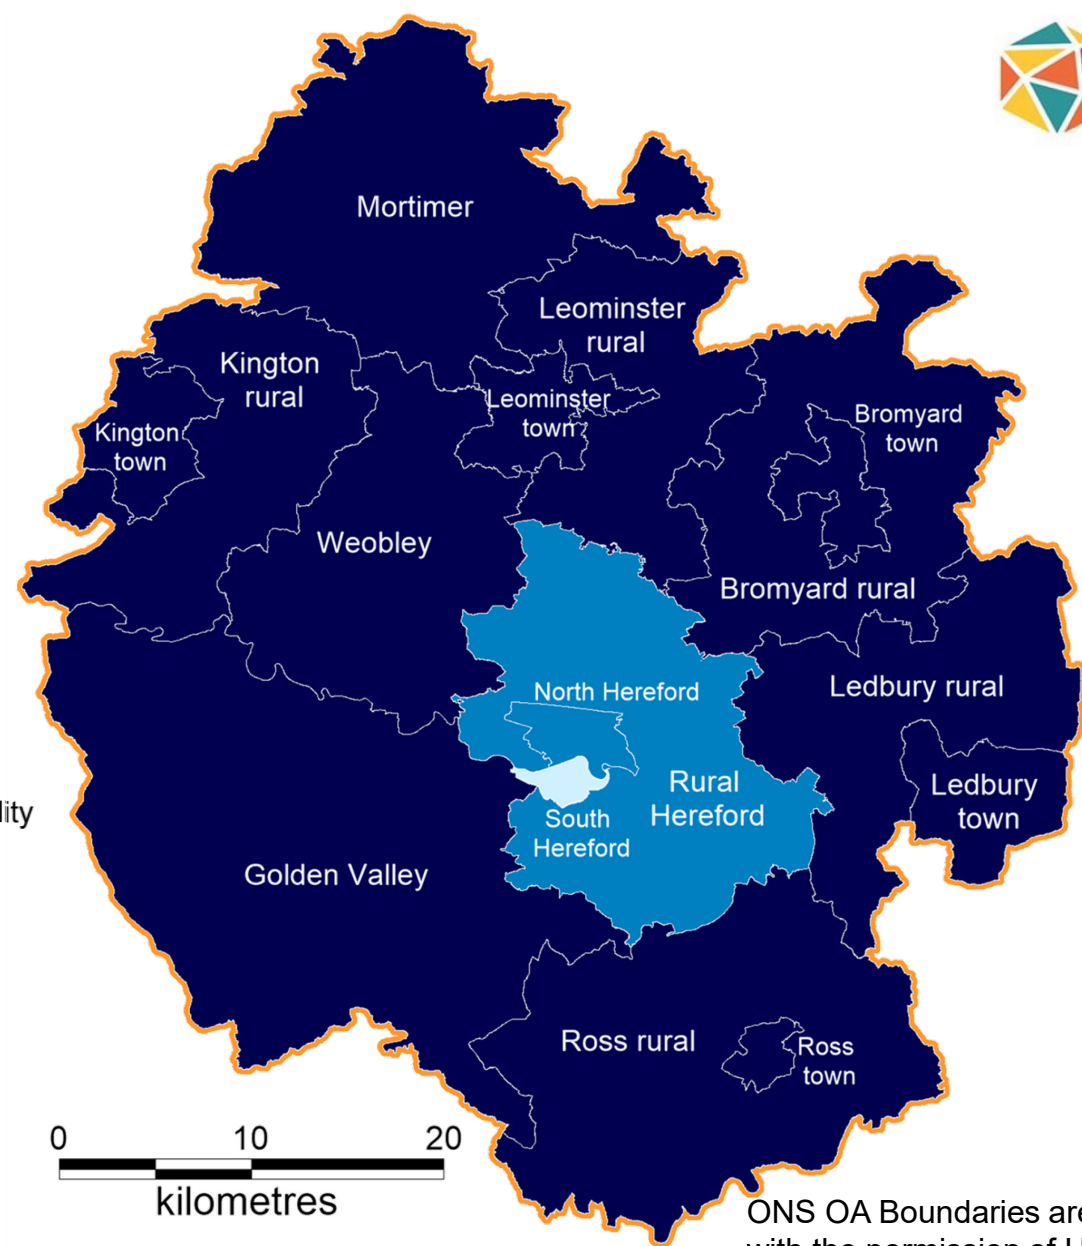 Mortimer
Leominster
rural
Kington
rural
Leominster
town
Bromyard
town
Kington
town
Weobley
Bromyard rural
Ledbury rural
North Hereford
Rural
Hereford
Ledbury
town
South
Hereford
Golden Valley
Ross rural
Ross
town
0 10 20
kilometres
ONS OA Boundaries are